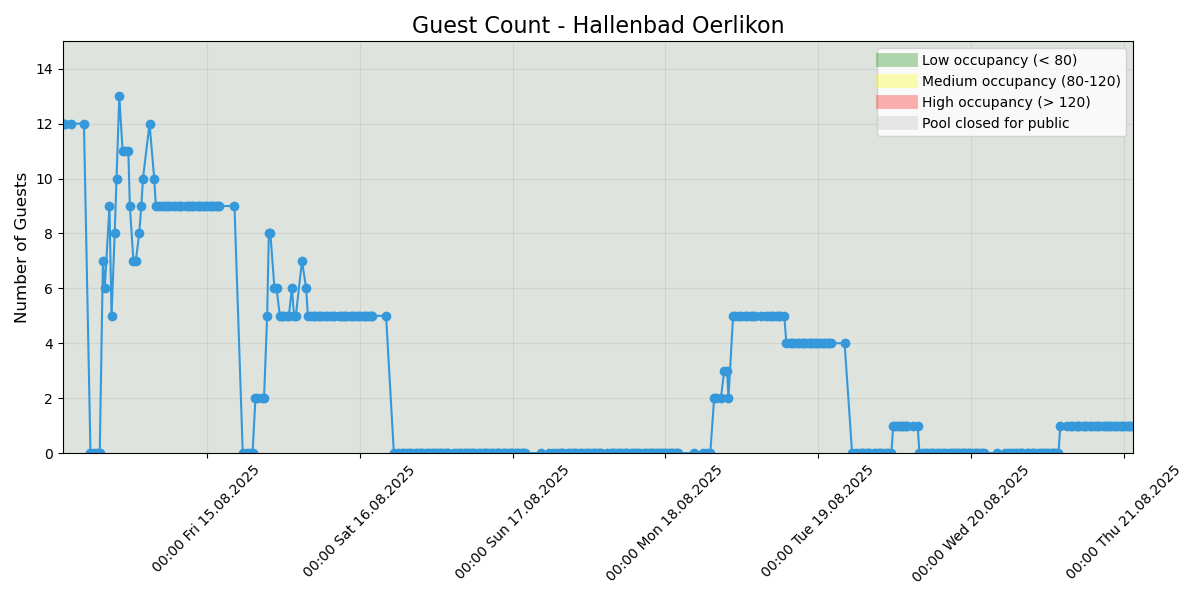 Guest Count - Hallenbad Oerlikon
Number of Guests
14
12
10
8
6
4
2
0
Low occupancy (< 80)
Medium occupancy (80-120)
High occupancy (> 120)
Pool closed for public
00:00 Fri 15.08.2025
00:00 Sat 16.08.2025
00:00 Sun 17.08.2025
00:00 Mon 18.08.2025
00:00 Tue 19.08.2025
00:00 Wed 20.08.2025
00:00 Thu 21.08.2025